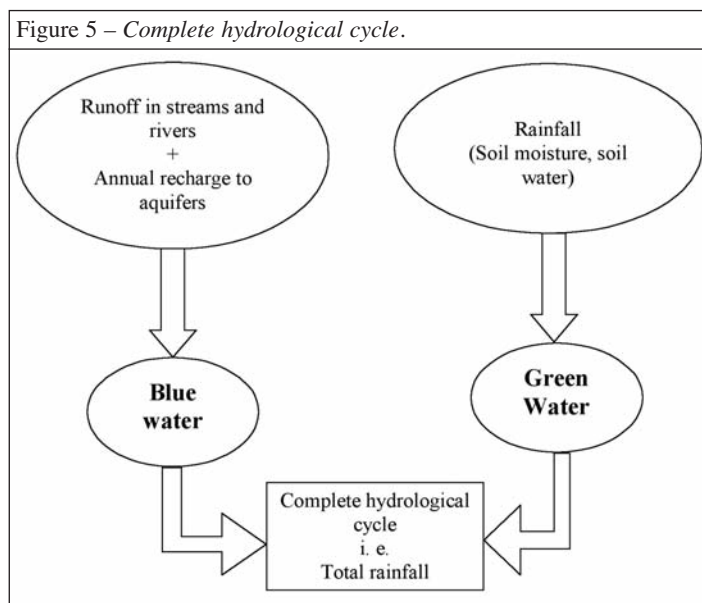 Figure 5 – Complete hydrological cycle.
Runoff in streams and
rivers
+
Annual recharge to
aquifers
Rainfall
(Soil moisture, soil
water)
Blue
water
Green
Water
Complete hydrological
cycle
i. e.
Total rainfall